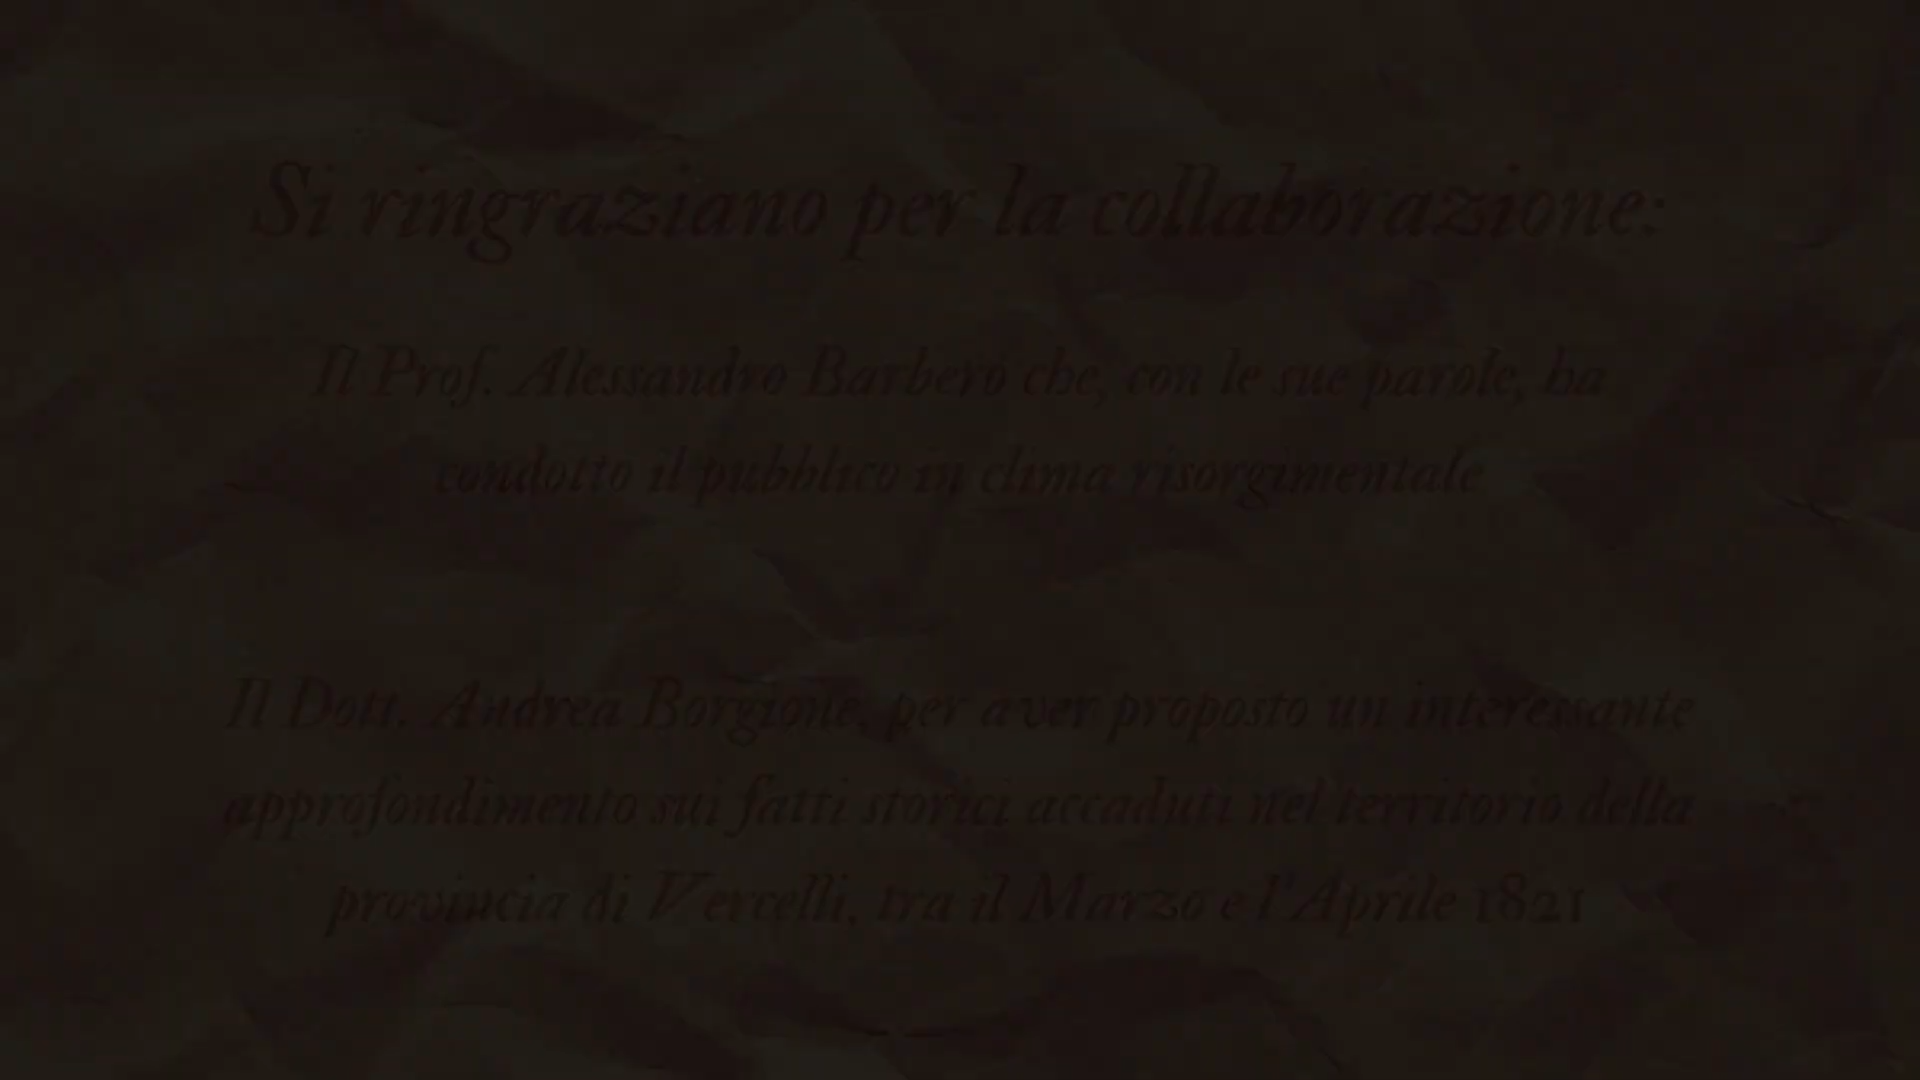 Si ringraziano per la collaborazione:
Il Prof. Alessandro Barbero che, con le sue parole, ha
condotto il pubblico in clima risorgimentale
Il Dott. Andrea Borgione, per aver proposto un interessante
approfondimento sui fatti storici accaduti nel territorio della
provincia di Vercelli, tra il Marzo e l'Aprile 1821